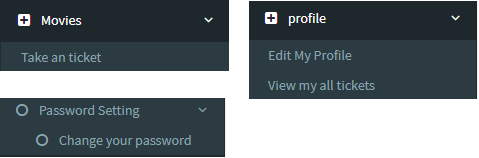 Movies
Take an ticket
Password Setting
Change your password
profile
Edit My Profile
View my all tickets